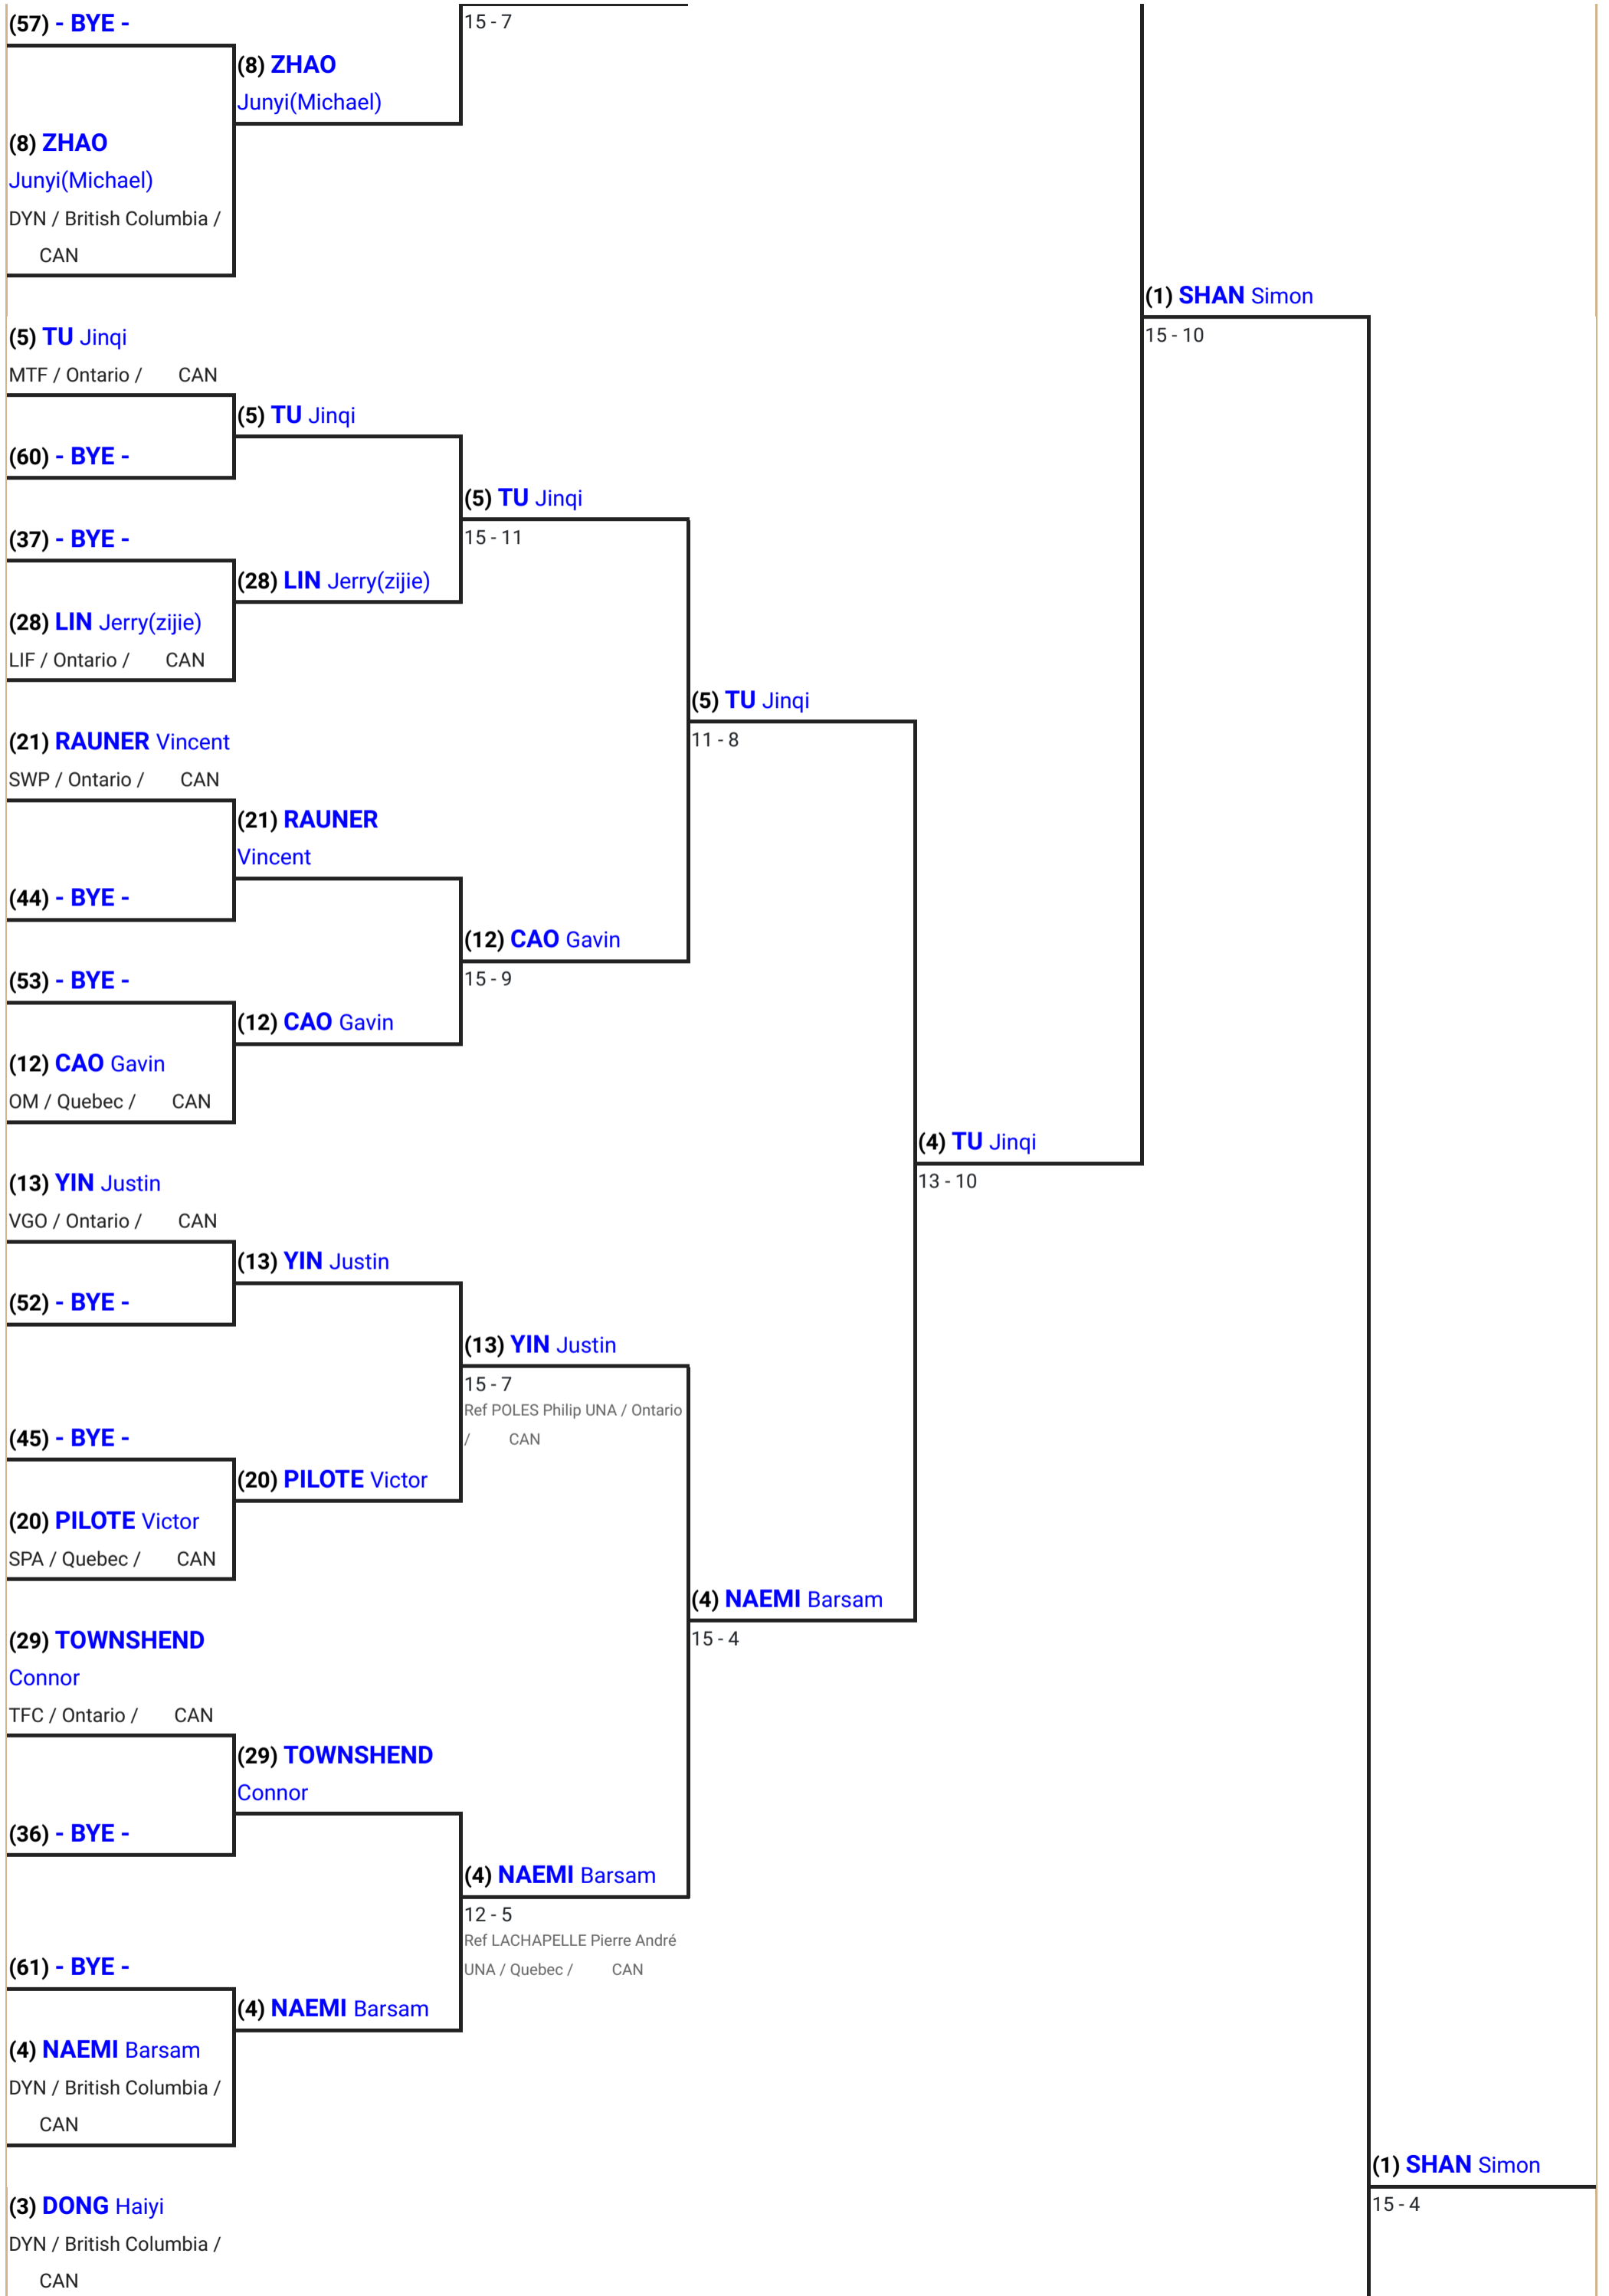 (57) - BYE -
15 - 7
(8) ZHAO
Junyi(Michael)
(8) ZHAO
Junyi(Michael)
DYN / British Columbia /
CAN
(1) SHAN Simon
15 - 10
(5) TU Jinqi
MTF / Ontario / CAN
(5) TU Jinqi
(60) - BYE -
(5) TU Jinqi
15 - 11
(37) - BYE -
(28) LIN Jerry(zijie)
(28) LIN Jerry(zijie)
LIF / Ontario / CAN
(5) TU Jinqi
11 - 8
(21) RAUNER Vincent
SWP / Ontario / CAN
(21) RAUNER
Vincent
(44) - BYE -
(12) CAO Gavin
15 - 9
(53) - BYE -
(12) CAO Gavin
(12) CAO Gavin
OM / Quebec / CAN
(4) TU Jinqi
13 - 10
(13) YIN Justin
VGO / Ontario / CAN
(13) YIN Justin
(52) - BYE -
(13) YIN Justin
15 - 7
Ref POLES Philip UNA / Ontario
/ CAN
(45) - BYE -
(20) PILOTE Victor
(20) PILOTE Victor
SPA / Quebec / CAN
(4) NAEMI Barsam
15 - 4
(29) TOWNSHEND
Connor
TFC / Ontario / CAN
(29) TOWNSHEND
Connor
(36) - BYE -
(4) NAEMI Barsam
12 - 5
Ref LACHAPELLE Pierre André
UNA / Quebec / CAN
(61) - BYE -
(4) NAEMI Barsam
(4) NAEMI Barsam
DYN / British Columbia /
CAN
(1) SHAN Simon
15 - 4
(3) DONG Haiyi
DYN / British Columbia /
CAN